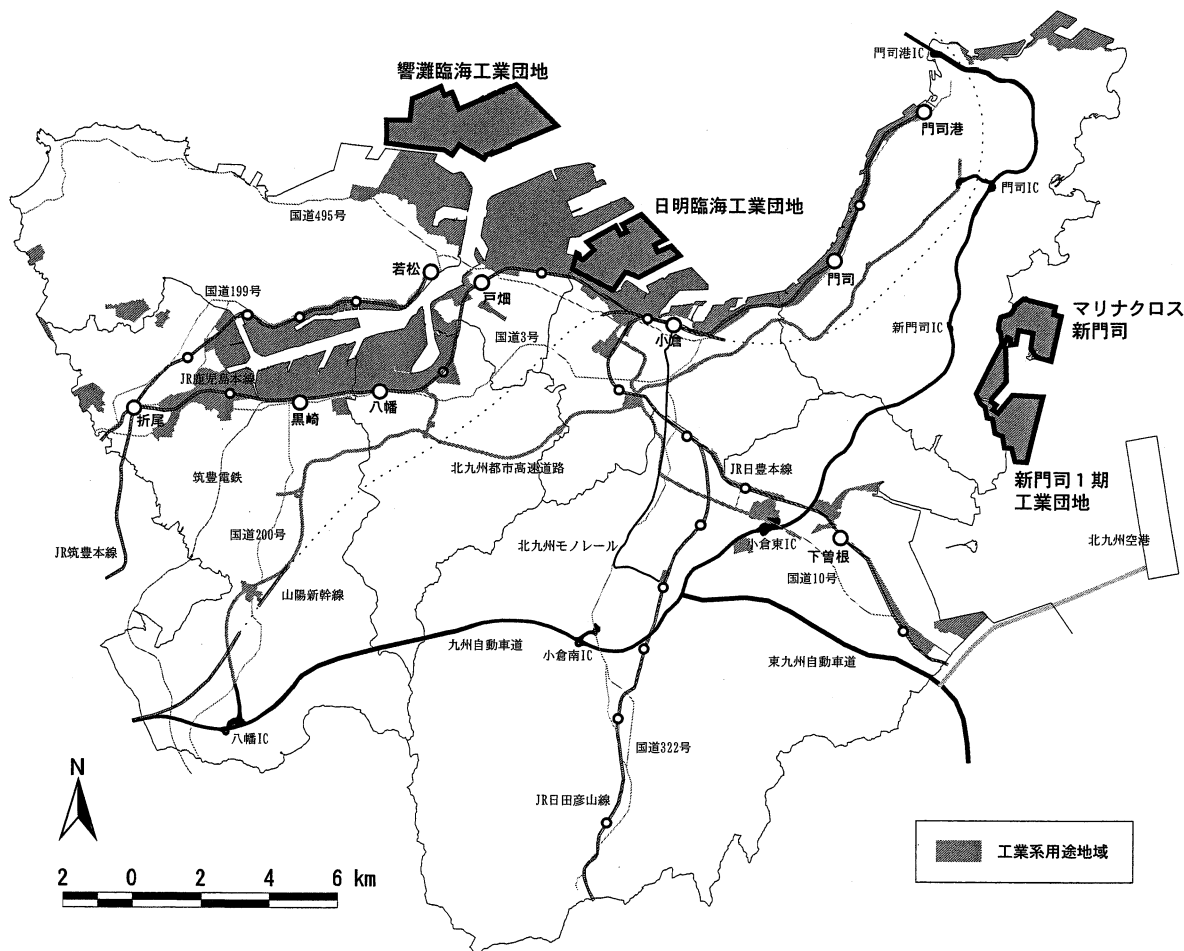 門司港IC
響灘臨海工業団地
門司港
門司IC
日明臨海工業団地
国道495号
若松
戸畑
門司
国道199号
マリナクロス
新門司
新門司IC
小倉
国道3号
JR鹿児島本線
折尾
黒崎
八幡
北九州都市高速道路
JR日豊本線
筑豊電鉄
新門司1期
工業団地
国道200号
北九州モノレール
小倉東IC
下曽根
北九州空港
JR筑豊本線
国道10号
山陽新幹線
九州自動車道
小倉南IC
東九州自動車道
八幡IC
国道322号
N
JR日田彦山線
工業系用途地域
2 0 2 4 6 km